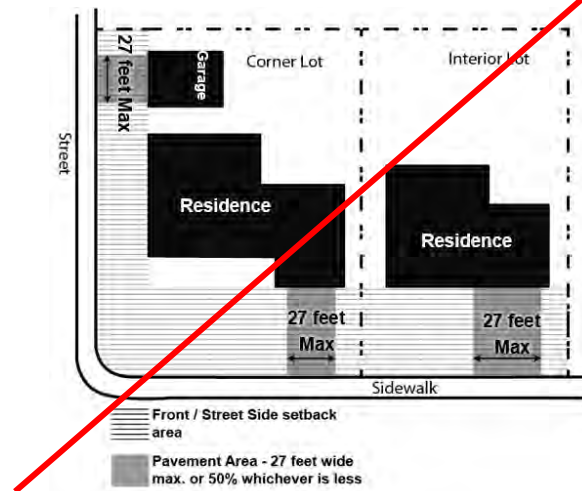 27 feet Max
Garage
Corner Lot
Interior Lot
Street
Residence
Residence
27 feet
Max
27 feet
Max
Sidewalk
Front / Street Side setback
area
Pavement Area - 27 feet wide
max. or 50% whichever is less